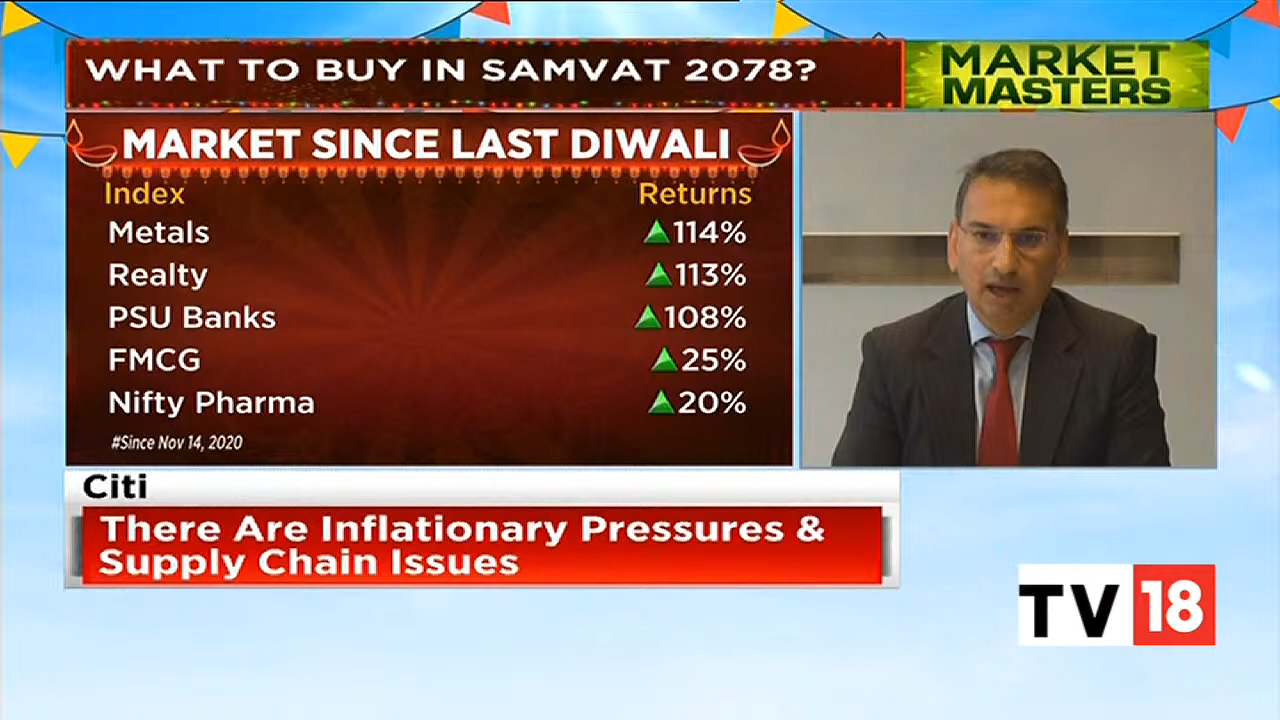 WHAT TO BUY IN SAMVAT 2078?
MARKET
MASTERS
MARKET SINCE LAST DIWALI
Index Returns
Metals 114%
Realty 113%
PSU Banks 108%
FMCG 25%
Nifty Pharma 20%
#Since Nov 14, 2020
Citi
There Are Inflationary Pressures &
Supply Chain Issues
TV 18